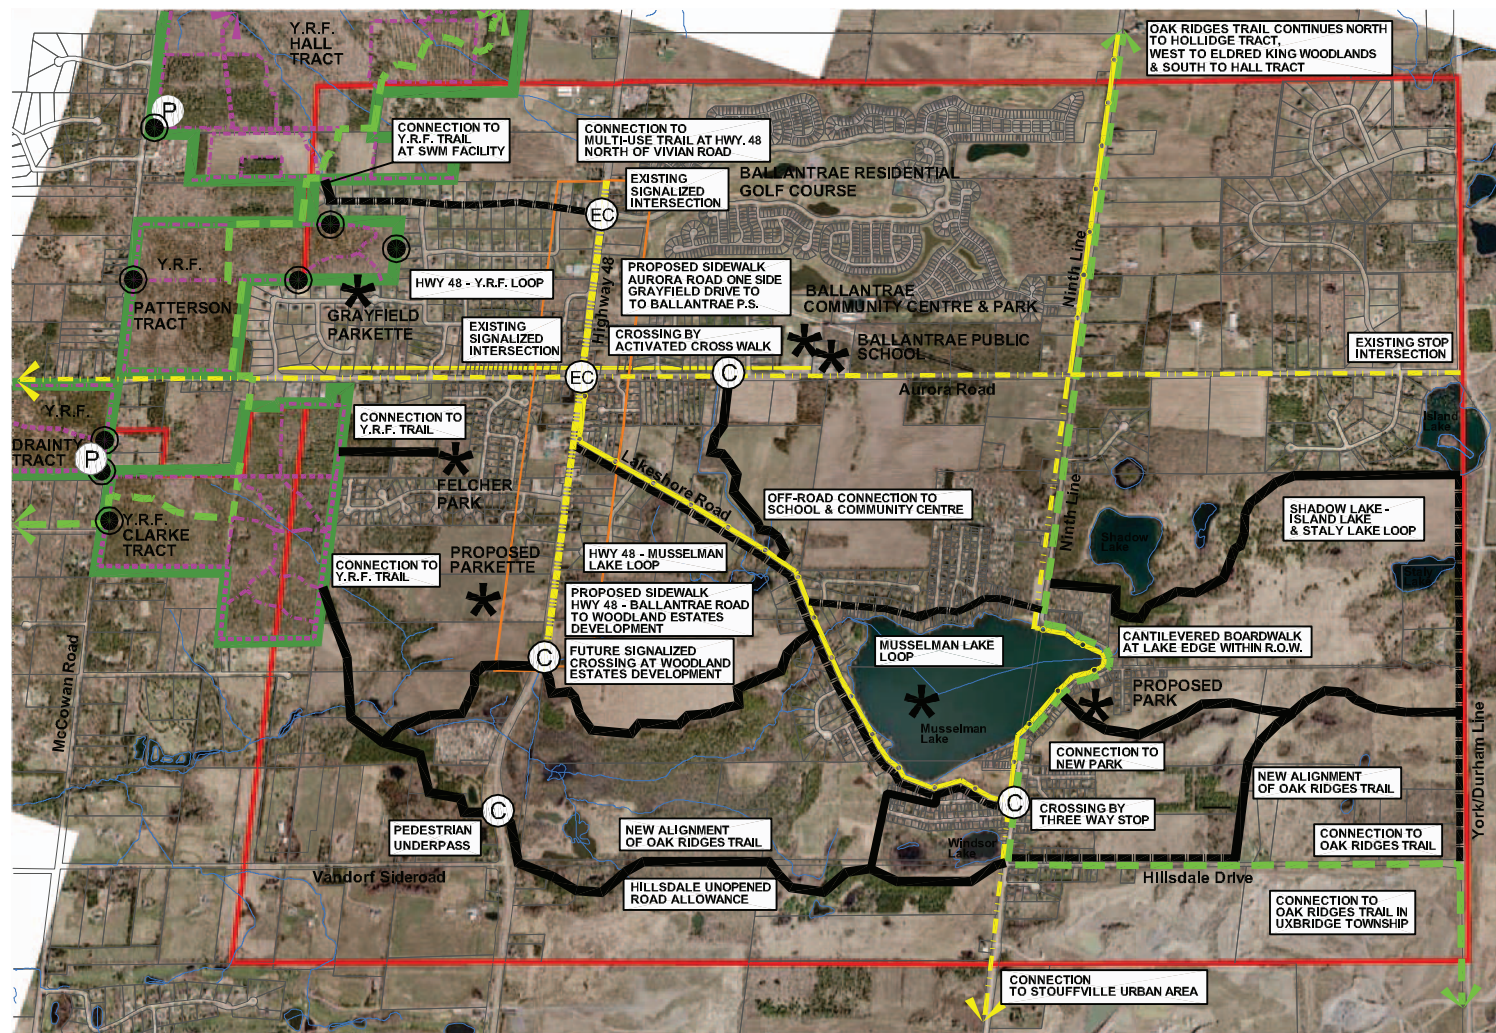 Y.R.F.
HALL
TRACT
OAK RIDGES TRAIL CONTINUES NORTH
TO HOLLIDGE TRACT,
WEST TO ELDRED KING WOODLANDS
& SOUTH TO HALL TRACT
P
CONNECTION TO
Y.R.F. TRAIL
AT SWM FACILITY
CONNECTION TO
MULTI-USE TRAIL AT HWY. 48
NORTH OF VIVIAN ROAD
EXISTING
SIGNALIZED
INTERSECTION
BALLANTRAE RESIDENTIAL
GOLF COURSE
EC
Y.R.F.
PATTERSON
TRACT
HWY 48 - Y.R.F. LOOP
GRAYFIELD
PARKETTE
Highway 48
PROPOSED SIDEWALK
AURORA ROAD ONE SIDE
GRAYFIELD DRIVE TO
TO BALLANTRAE P.S.
BALLANTRAE
COMMUNITY CENTRE & PARK
Ninth Line
EXISTING
SIGNALIZED
INTERSECTION
CROSSING BY
ACTIVATED CROSS WALK
BALLANTRAE PUBLIC
SCHOOL
EXISTING STOP
INTERSECTION
EC
C
Aurora Road
Y.R.F.
DRAINTY
TRACT
P
CONNECTION TO
Y.R.F. TRAIL
Island
Lake
FELCHER
PARK
Lakeshore Road
OFF-ROAD CONNECTION TO
SCHOOL & COMMUNITY CENTRE
Ninth Line
SHADOW LAKE -
ISLAND LAKE
& STALY LAKE LOOP
Y.R.F.
CLARKE
TRACT
Shadow
Lake
PROPOSED
PARKETTE
CONNECTION TO
Y.R.F. TRAIL
HWY 48 - MUSSELMAN
LAKE LOOP
PROPOSED SIDEWALK
HWY 48 - BALLANTRAE ROAD
TO WOODLAND ESTATES
DEVELOPMENT
FUTURE SIGNALIZED
CROSSING AT WOODLAND
ESTATES DEVELOPMENT
C
MUSSELMAN LAKE
LOOP
CANTILEVERED BOARDWALK
AT LAKE EDGE WITHIN R.O.W.
PROPOSED
PARK
McCowan Road
Musselman
Lake
CONNECTION TO
NEW PARK
York/Durham Line
NEW ALIGNMENT
OF OAK RIDGES TRAIL
C
C
CROSSING BY
THREE WAY STOP
PEDESTRIAN
UNDERPASS
NEW ALIGNMENT
OF OAK RIDGES TRAIL
Windsor
Lake
CONNECTION TO
OAK RIDGES TRAIL
Vandorf Sideroad
HILLSDALE UNOPENED
ROAD ALLOWANCE
HIllsdale Drive
CONNECTION TO
OAK RIDGES TRAIL IN
UXBRIDGE TOWNSHIP
CONNECTION
TO STOUFFVILLE URBAN AREA